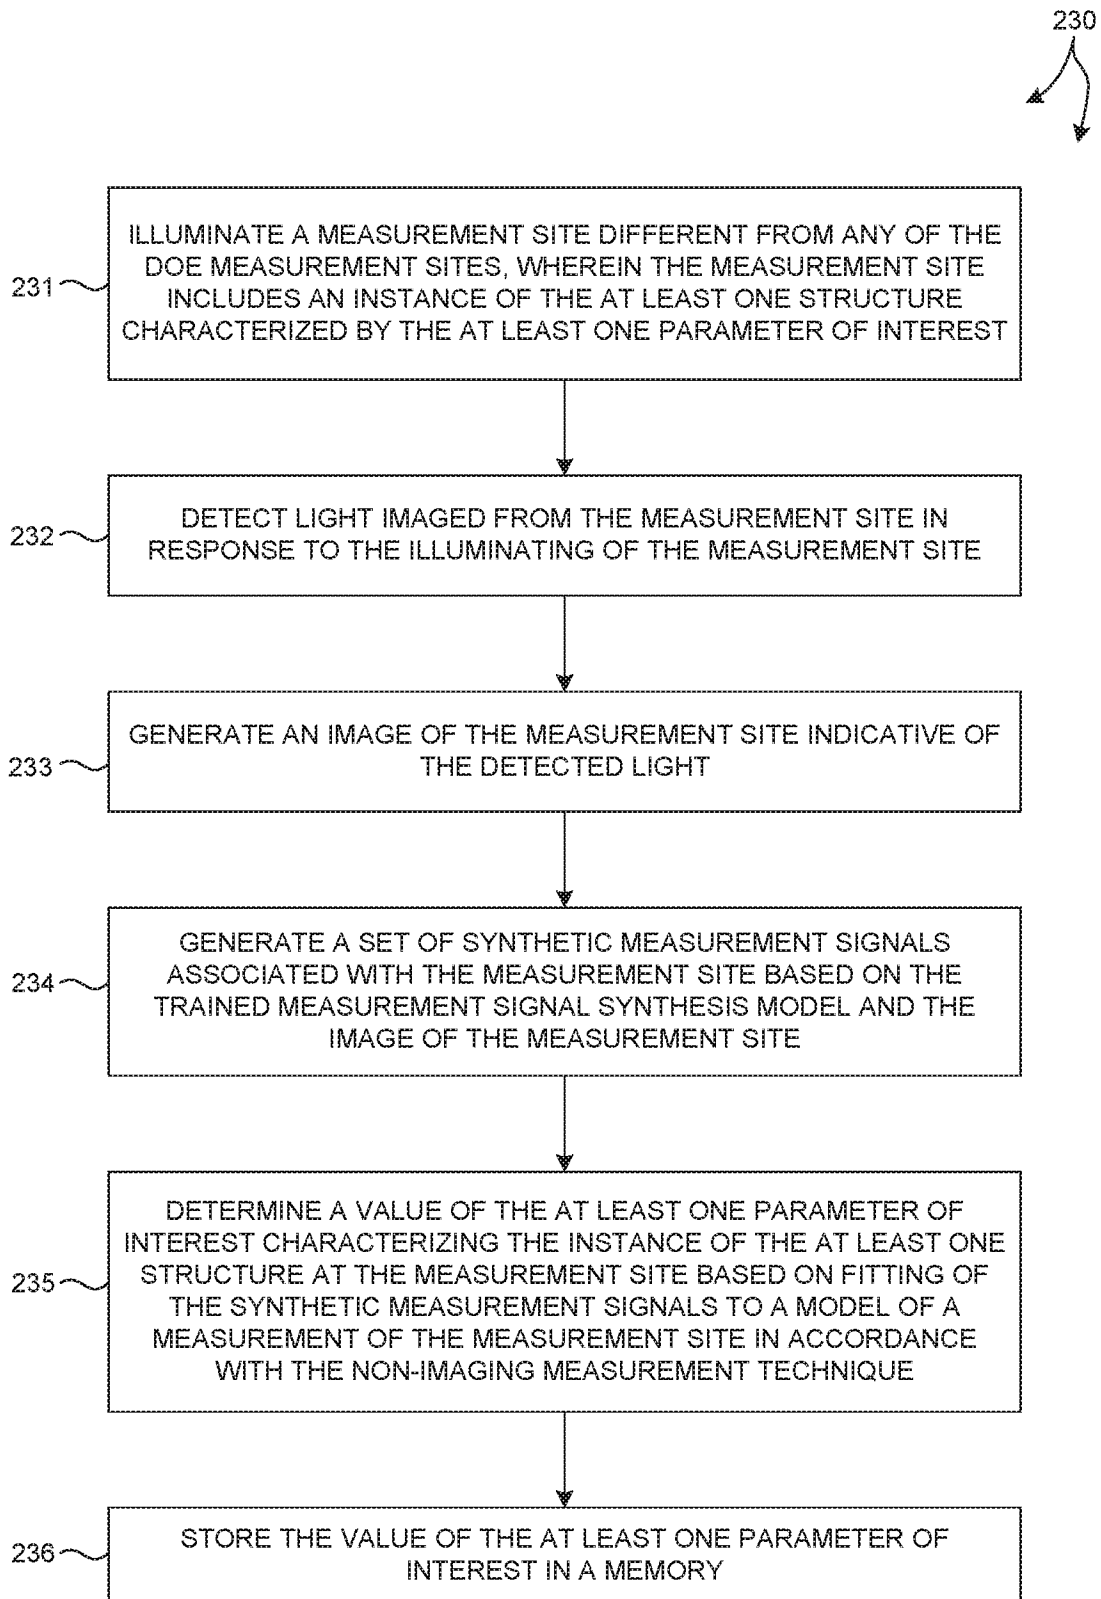 230
231
ILLUMINATE A MEASUREMENT SITE DIFFERENT FROM ANY OF THE
DOE MEASUREMENT SITES, WHEREIN THE MEASUREMENT SITE
INCLUDES AN INSTANCE OF THE AT LEAST ONE STRUCTURE
CHARACTERIZED BY THE AT LEAST ONE PARAMETER OF INTEREST
232
DETECT LIGHT IMAGED FROM THE MEASUREMENT SITE IN
RESPONSE TO THE ILLUMINATING OF THE MEASUREMENT SITE
233
GENERATE AN IMAGE OF THE MEASUREMENT SITE INDICATIVE OF
THE DETECTED LIGHT
234
GENERATE A SET OF SYNTHETIC MEASUREMENT SIGNALS
ASSOCIATED WITH THE MEASUREMENT SITE BASED ON THE
TRAINED MEASUREMENT SIGNAL SYNTHESIS MODEL AND THE
IMAGE OF THE MEASUREMENT SITE
235
DETERMINE A VALUE OF THE AT LEAST ONE PARAMETER OF
INTEREST CHARACTERIZING THE INSTANCE OF THE AT LEAST ONE
STRUCTURE AT THE MEASUREMENT SITE BASED ON FITTING OF
THE SYNTHETIC MEASUREMENT SIGNALS TO A MODEL OF A
MEASUREMENT OF THE MEASUREMENT SITE IN ACCORDANCE
WITH THE NON-IMAGING MEASUREMENT TECHNIQUE
236
STORE THE VALUE OF THE AT LEAST ONE PARAMETER OF
INTEREST IN A MEMORY